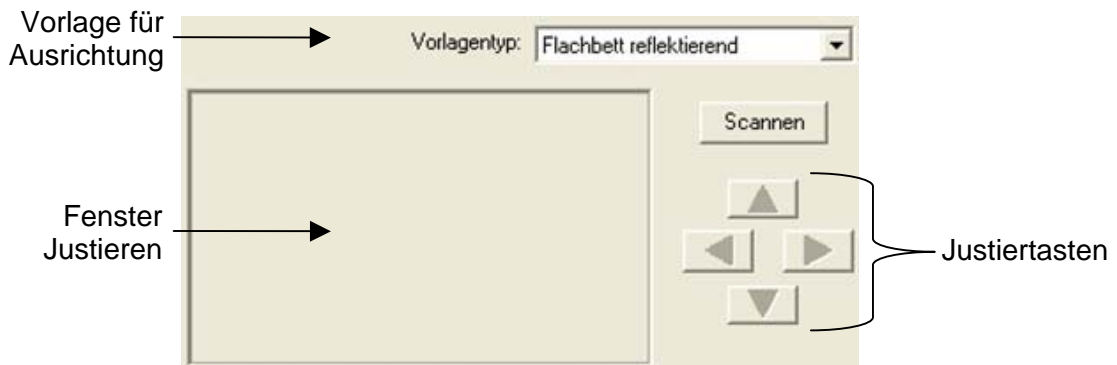 Vorlage für
Ausrichtung
Vorlagentyp: Flachbett reflektierend
Scannen
Fenster
Justieren
Justiertasten